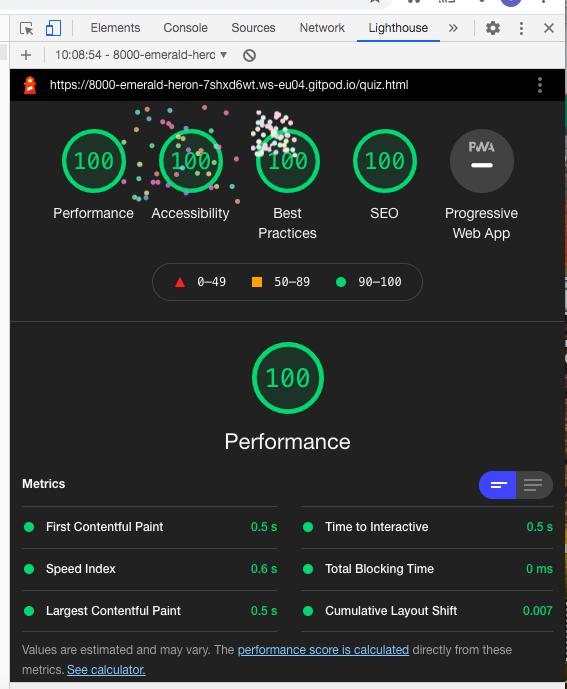 Elements Console Sources Network Lighthouse »
10:08:54 - 8000-emerald-herc
https://8000-emerald-heron-7shxd6wt.ws-eu04.gitpod.io/quiz.html
100 100 100 100 PWA
Performance Accessibility Best Practices SEO Progressive Web App
0–49 50–89 90–100
100
Performance
Metrics
First Contentful Paint 0.5 s Time to Interactive 0.5 s
Speed Index 0.6 s Total Blocking Time 0 ms
Largest Contentful Paint 0.5 s Cumulative Layout Shift 0.007
Values are estimated and may vary. The performance score is calculated directly from these
metrics. See calculator.